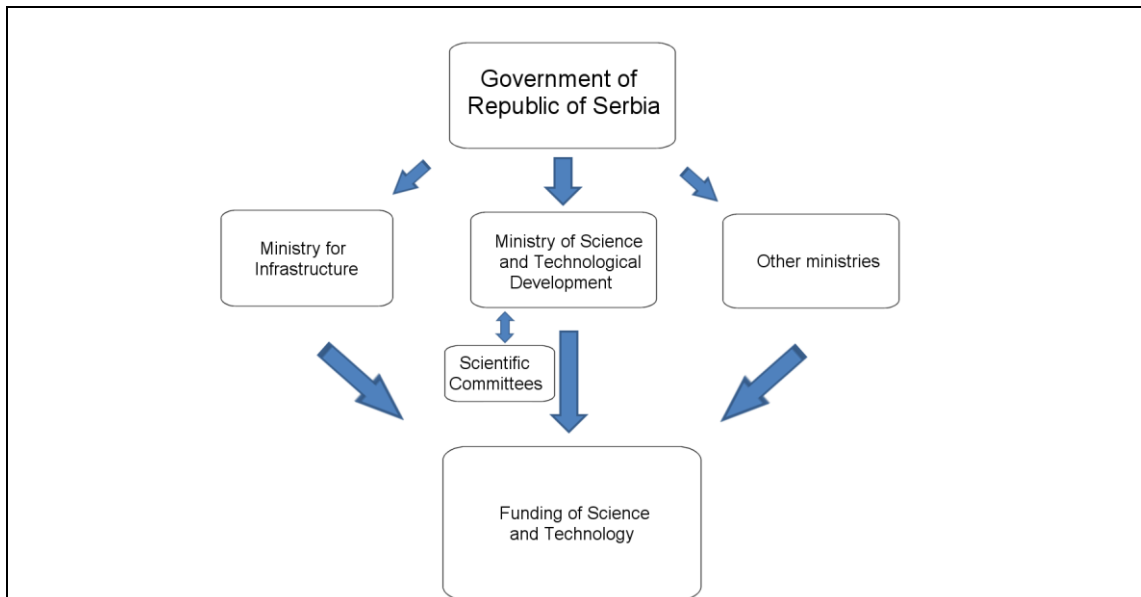 Government of
Republic of Serbia
Ministry for
Infrastructure
Ministry of Science
and Technological
Development
Other ministries
Scientific
Committees
Funding of Science
and Technology